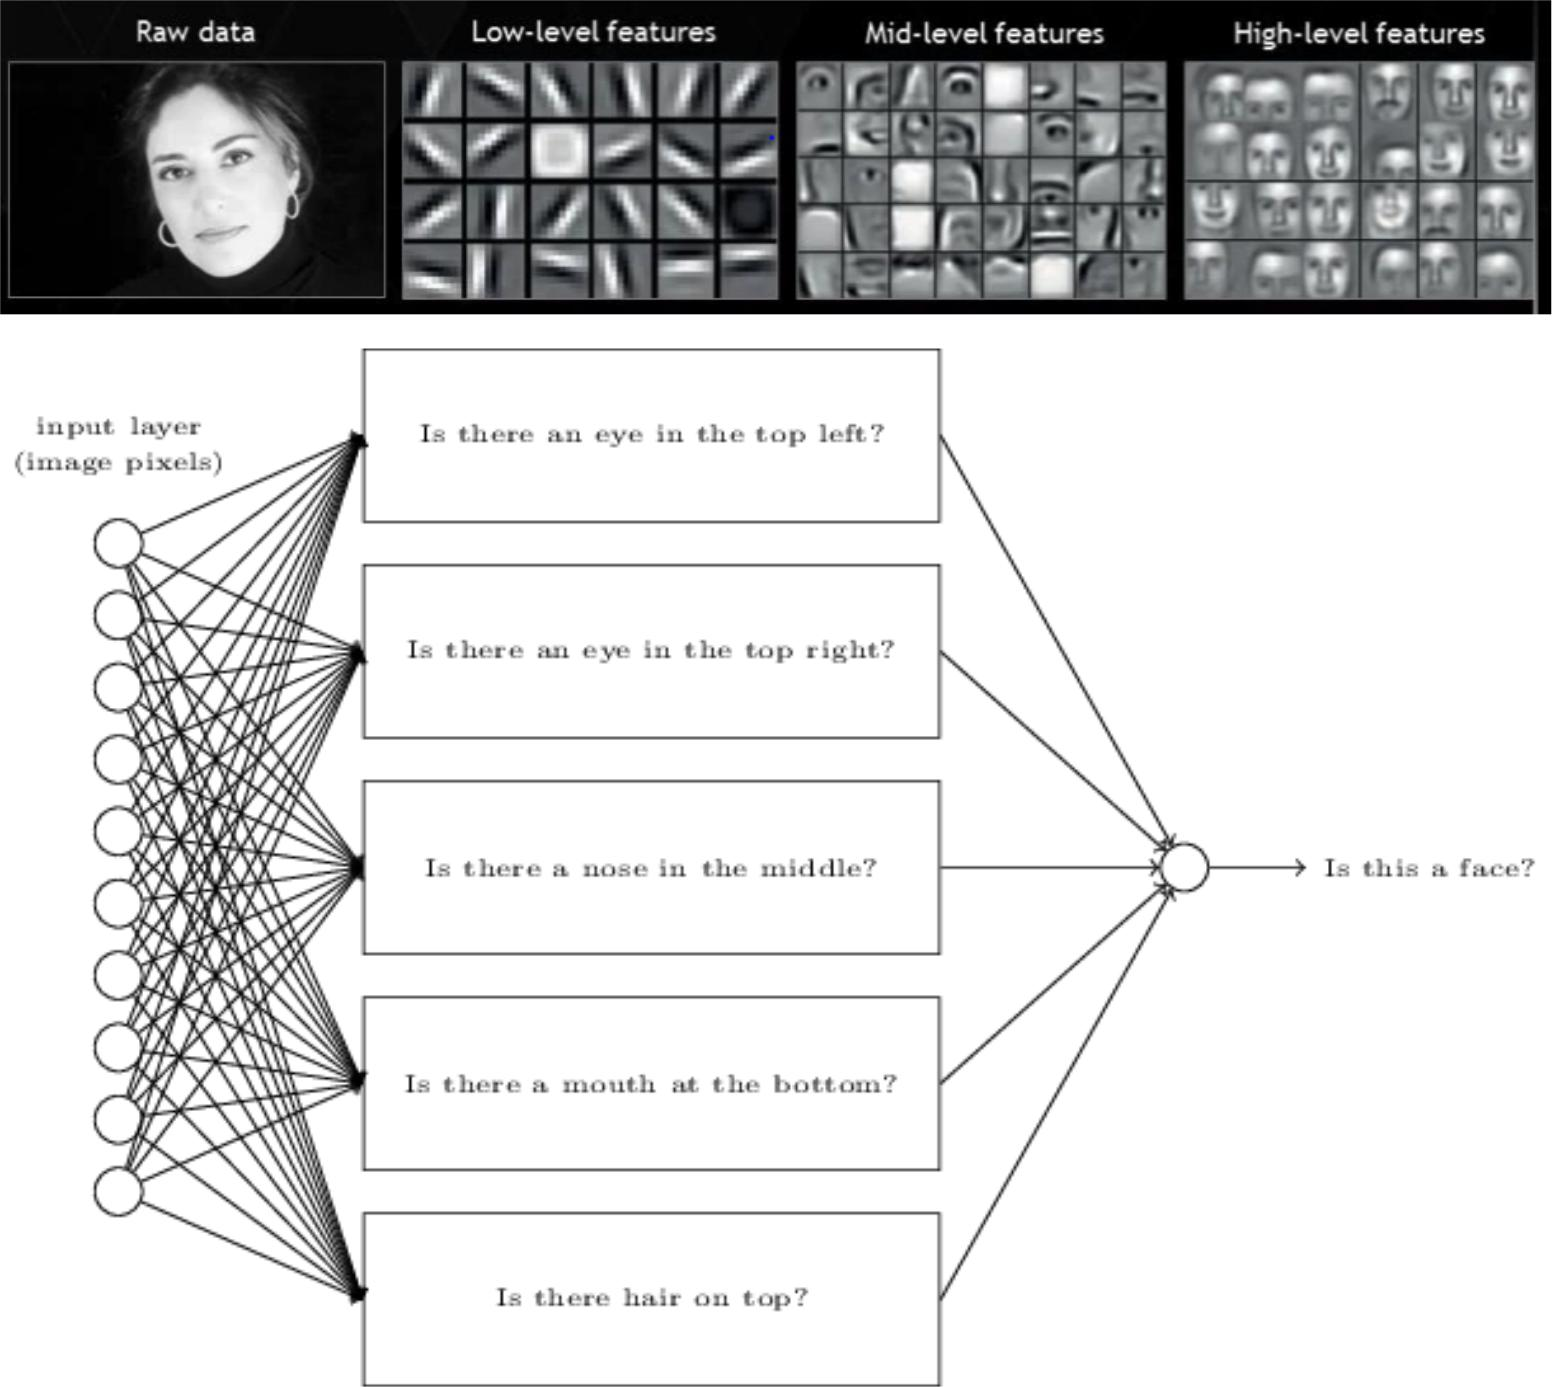 Raw data
Low-level features
Mid-level features
High-level features
input layer
(image pixels)
Is there an eye in the top left?
Is there an eye in the top right?
Is there a nose in the middle?
Is this a face?
Is there a mouth at the bottom?
Is there hair on top?